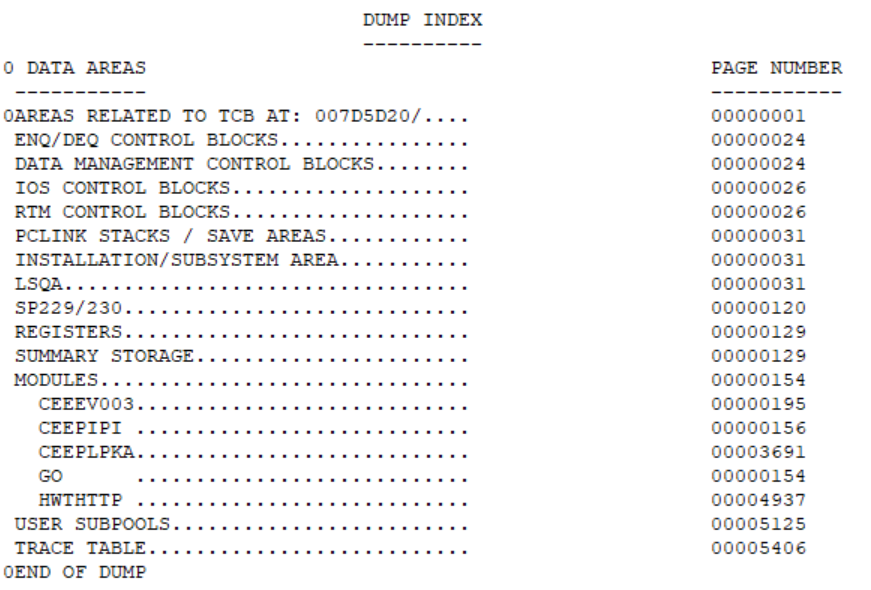 DUMP INDEX
----------
0 DATA AREAS PAGE NUMBER
----------- -----------
0AREAS RELATED TO TCB AT: 007D5D20/.... 00000001
ENQ/DEQ CONTROL BLOCKS................ 00000024
DATA MANAGEMENT CONTROL BLOCKS........ 00000024
IOS CONTROL BLOCKS.................... 00000026
RTM CONTROL BLOCKS.................... 00000026
PCLINK STACKS / SAVE AREAS............ 00000031
INSTALLATION/SUBSYSTEM AREA........... 00000031
LSQA.................................. 00000031
SP229/230............................. 00000120
REGISTERS............................. 00000129
SUMMARY STORAGE....................... 00000129
MODULES............................... 00000154
CEEEV003............................ 00000195
CEEPIPI ............................ 00000156
CEEPLPKA............................ 00003691
GO ............................ 00000154
HWTHTTP ............................ 00004937
USER SUBPOOLS......................... 00005125
TRACE TABLE........................... 00005406
0END OF DUMP